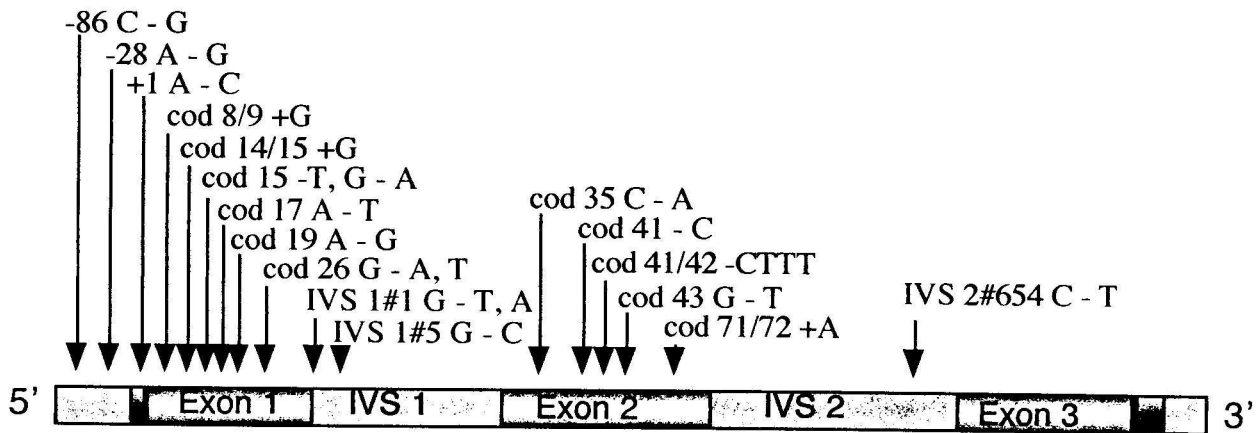 -86 C - G
-28 A - G
+1 A - C
cod 8/9 +G
cod 14/15 +G
cod 15 -T, G - A
cod 17 A - T
cod 19 A - G
cod 26 G - A, T
IVS 1#1 G - T, A
IVS 1#5 G - C
cod 35 C - A
cod 41 - C
cod 41/42 -CTTT
cod 43 G - T
cod 71/72 +A
IVS 2#654 C - T
5' Exon 1 IVS 1 Exon 2 IVS 2 Exon 3 3'